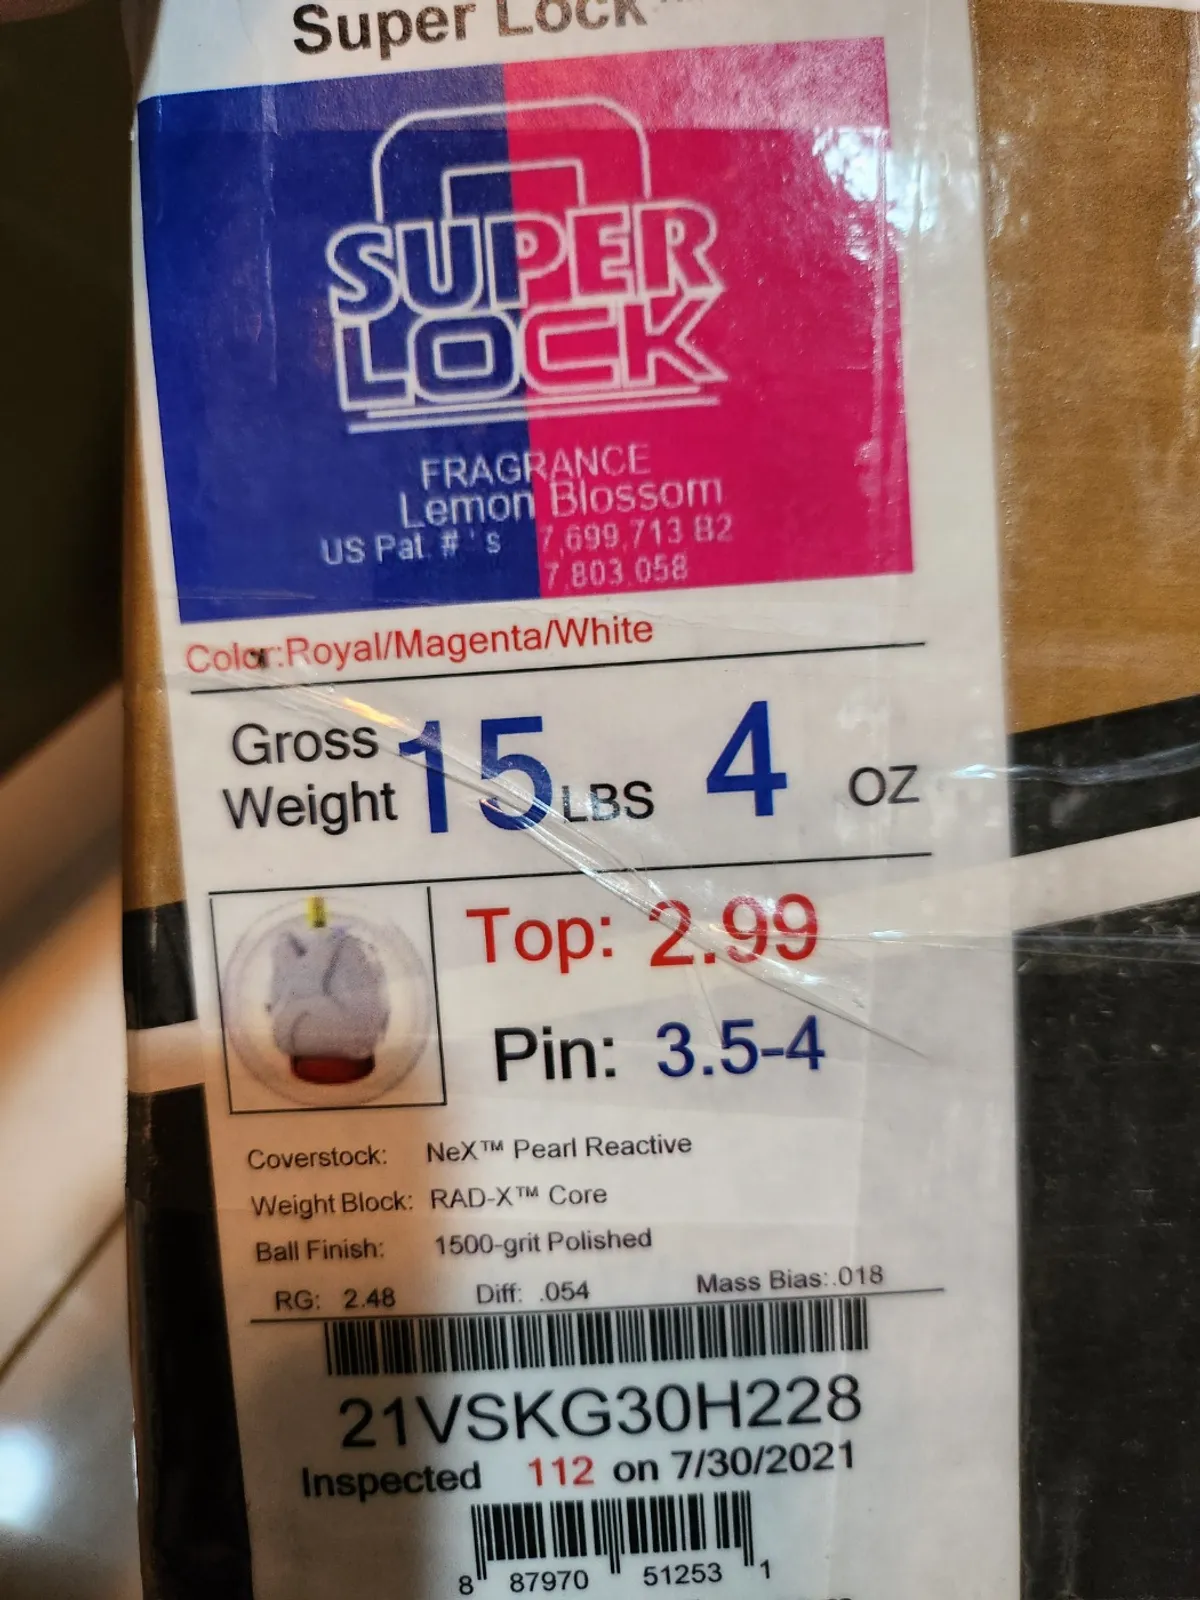 Super Lock™
SUPER
LOCK
FRAGRANCE
Lemon Blossom
US Pat. #'s 7,699,713 B2
7,803,058
Color:Royal/Magenta/White
Gross
Weight 15 LBS 4 OZ
Top: 2.99
Pin: 3.5-4
Coverstock: NeX™ Pearl Reactive
Weight Block: RAD-X™ Core
Ball Finish: 1500-grit Polished
RG: 2.48 Diff: .054 Mass Bias:.018
21VSKG30H228
Inspected 112 on 7/30/2021
8 87970 51253 1